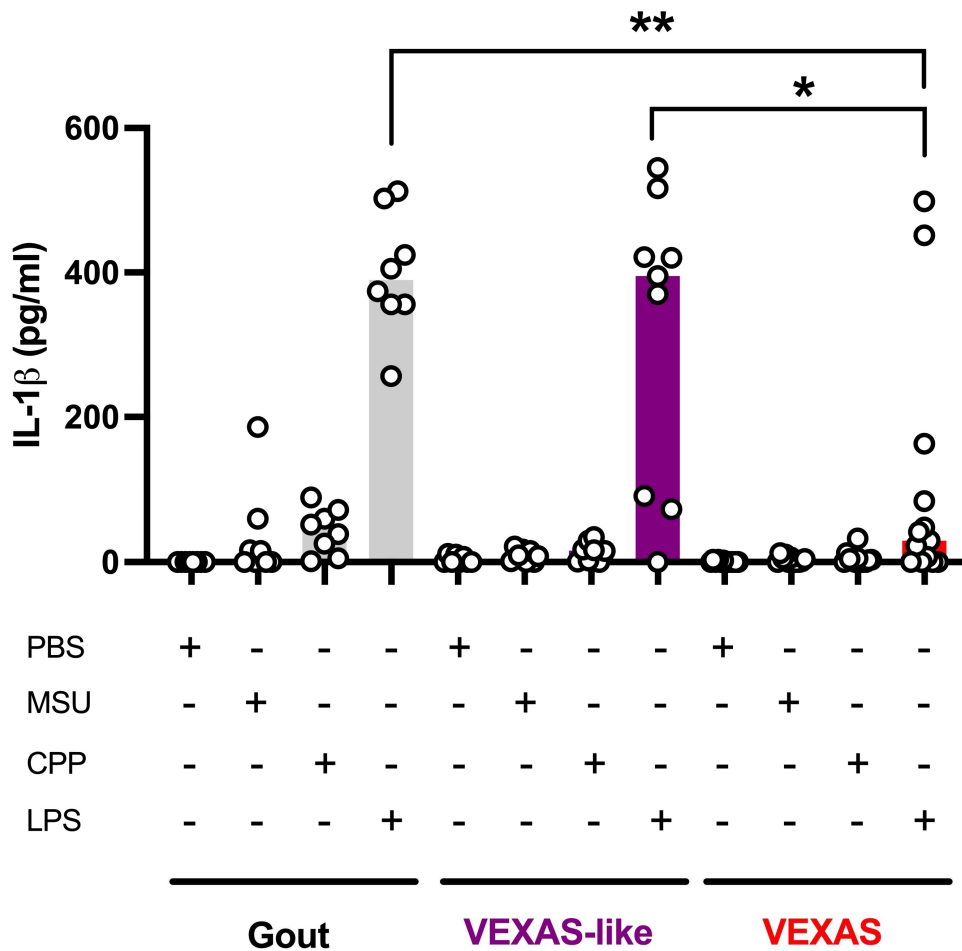 **
*
600
400
200
0
IL-1β (pg/ml)
PBS + - - - + - - - + - - -
MSU - + - - - + - - - + - -
CPP - - + - - - + - - - + -
LPS - - - + - - - + - - - +
Gout VEXAS-like VEXAS